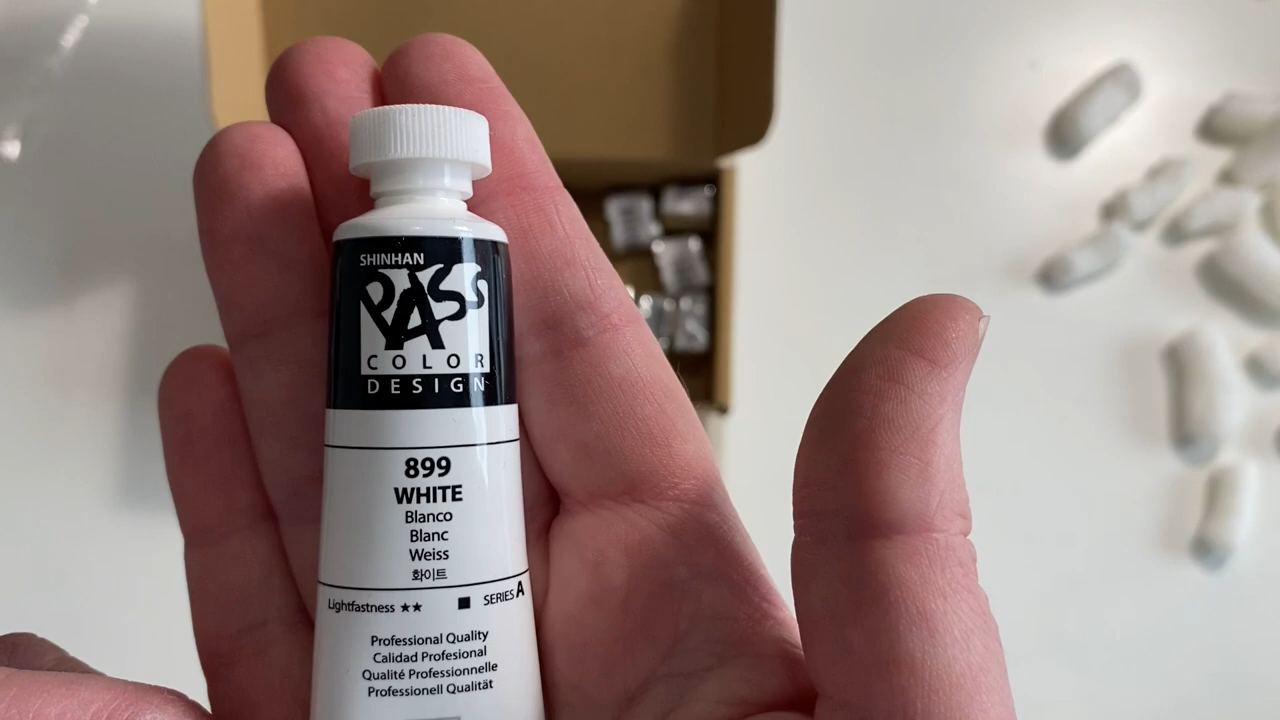 SHINHAN
PASS
COLOR
DESIGN
899
WHITE
Blanco
Blanc
Weiss
화이트
Lightfastness ★★ ■ SERIES A
Professional Quality
Calidad Profesional
Qualité Professionnelle
Professionell Qualität